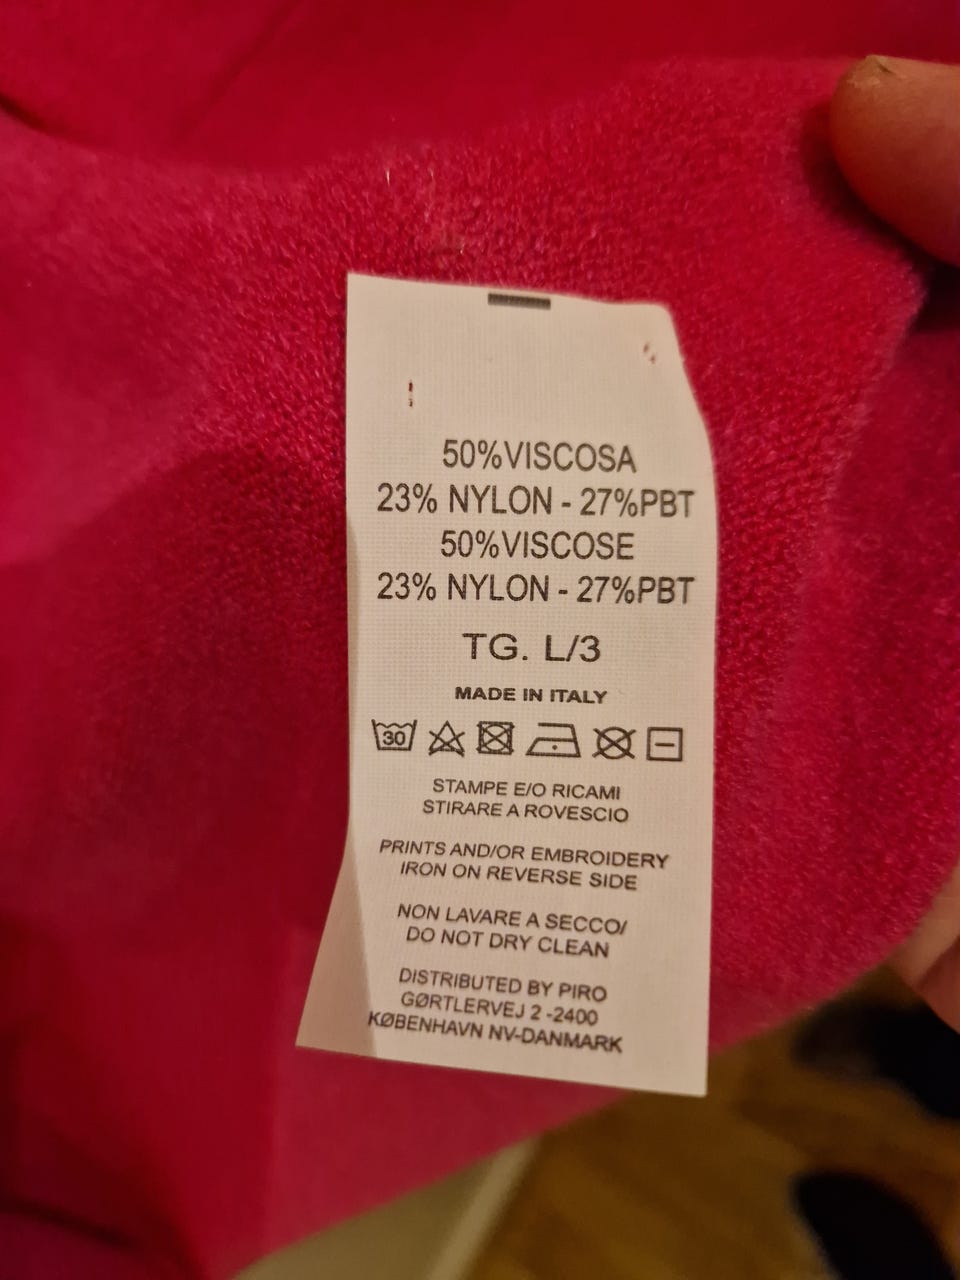 50%VISCOSA
23% NYLON - 27%PBT
50%VISCOSE
23% NYLON - 27%PBT
TG. L/3
MADE IN ITALY
30
STAMPE E/O RICAMI
STIRARE A ROVESCIO
PRINTS AND/OR EMBROIDERY
IRON ON REVERSE SIDE
NON LAVARE A SECCO/
DO NOT DRY CLEAN
DISTRIBUTED BY PIRO
GØRTLERVEJ 2 -2400
KØBENHAVN NV-DANMARK